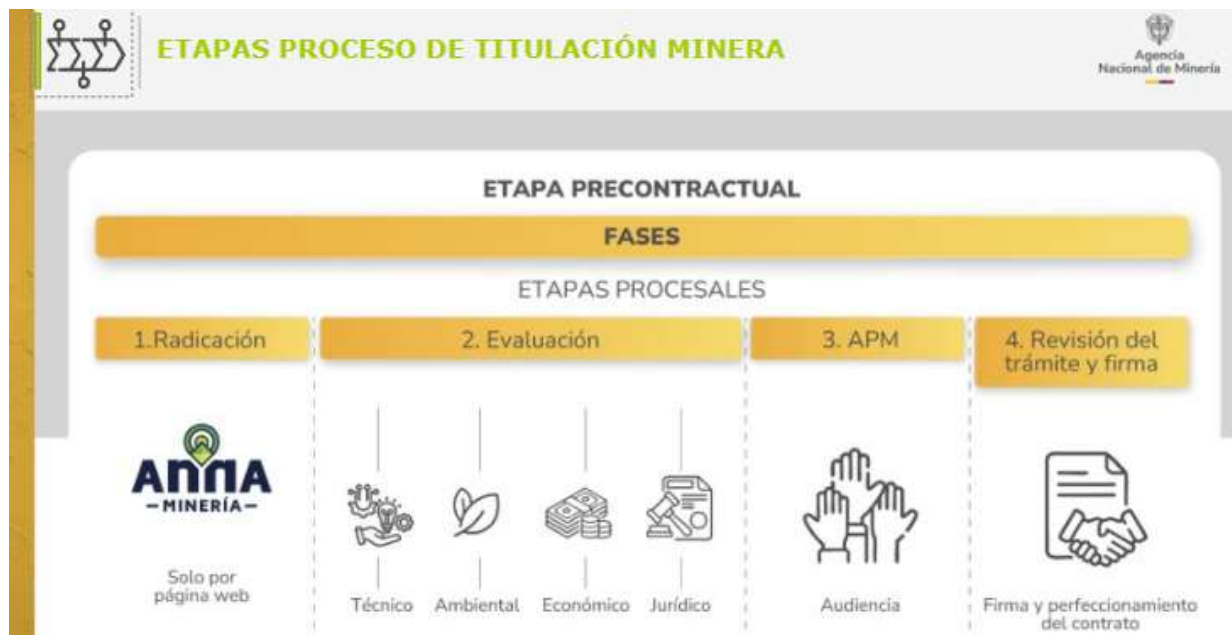 ETAPAS PROCESO DE TITULACIÓN MINERA
Agencia
Nacional de Minería
ETAPA PRECONTRACTUAL
FASES
ETAPAS PROCESALES
1.Radicación
2. Evaluación
3. APM
4. Revisión del
trámite y firma
ANNA
–MINERÍA–
Solo por
página web
Técnico
Ambiental
Económico
Jurídico
Audiencia
Firma y perfeccionamiento
del contrato